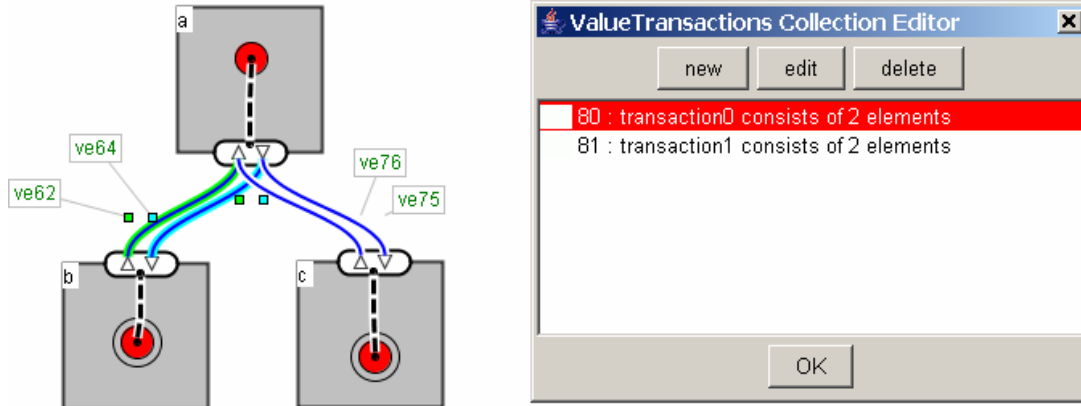 a
ve64
ve62
ve76
ve75
b
c
ValueTransactions Collection Editor
new edit delete
80 : transaction0 consists of 2 elements
81 : transaction1 consists of 2 elements
OK